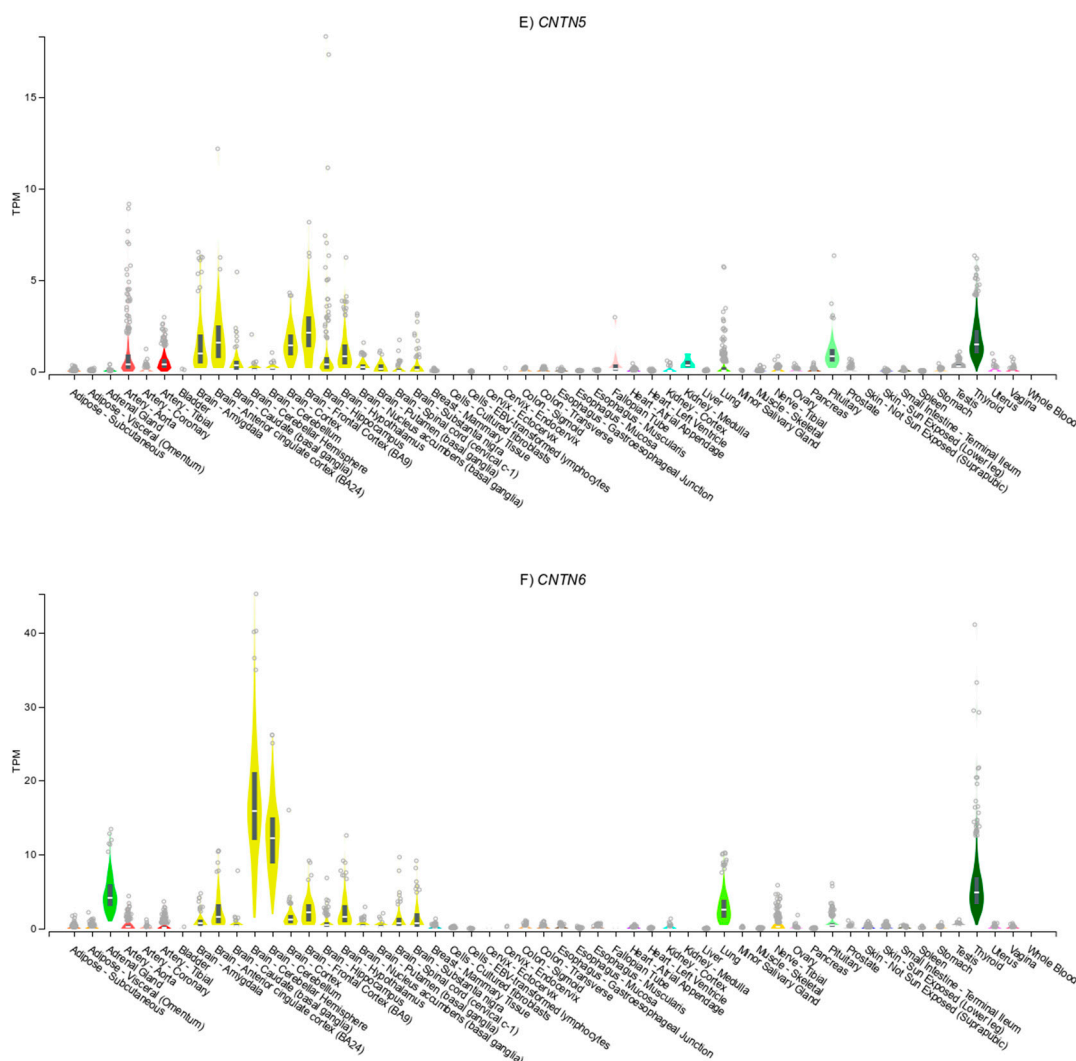 E) CNTN5
15
10
5
0
TPM
Adipose - Subcutaneous
Adipose - Visceral (Omentum)
Adrenal Gland
Artery - Aorta
Artery - Coronary
Artery - Tibial
Bladder
Brain - Amygdala
Brain - Anterior cingulate cortex (BA24)
Brain - Caudate (basal ganglia)
Brain - Cerebellar Hemisphere
Brain - Cerebellum
Brain - Cortex
Brain - Frontal Cortex (BA9)
Brain - Hippocampus
Brain - Hypothalamus
Brain - Nucleus accumbens (basal ganglia)
Brain - Putamen (basal ganglia)
Brain - Spinal cord (cervical c-1)
Brain - Substantia nigra
Breast - Mammary Tissue
Cells - Cultured fibroblasts
Cells - EBV-transformed lymphocytes
Cervix - Ectocervix
Cervix - Endocervix
Colon - Sigmoid
Colon - Transverse
Esophagus - Gastroesophageal Junction
Esophagus - Mucosa
Esophagus - Muscularis
Fallopian Tube
Heart - Atrial Appendage
Heart - Left Ventricle
Kidney - Cortex
Kidney - Medulla
Liver
Lung
Minor Salivary Gland
Muscle - Skeletal
Nerve - Tibial
Ovary
Pancreas
Pituitary
Prostate
Skin - Not Sun Exposed (Suprapubic)
Skin - Sun Exposed (Lower leg)
Small Intestine - Terminal Ileum
Spleen
Stomach
Testis
Thyroid
Uterus
Vagina
Whole Blood
F) CNTN6
40
30
20
10
0
TPM
Adipose - Subcutaneous
Adipose - Visceral (Omentum)
Adrenal Gland
Artery - Aorta
Artery - Coronary
Artery - Tibial
Bladder
Brain - Amygdala
Brain - Anterior cingulate cortex (BA24)
Brain - Caudate (basal ganglia)
Brain - Cerebellar Hemisphere
Brain - Cerebellum
Brain - Cortex
Brain - Frontal Cortex (BA9)
Brain - Hippocampus
Brain - Hypothalamus
Brain - Nucleus accumbens (basal ganglia)
Brain - Putamen (basal ganglia)
Brain - Spinal cord (cervical c-1)
Brain - Substantia nigra
Breast - Mammary Tissue
Cells - Cultured fibroblasts
Cells - EBV-transformed lymphocytes
Cervix - Ectocervix
Cervix - Endocervix
Colon - Sigmoid
Colon - Transverse
Esophagus - Gastroesophageal Junction
Esophagus - Mucosa
Esophagus - Muscularis
Fallopian Tube
Heart - Atrial Appendage
Heart - Left Ventricle
Kidney - Cortex
Kidney - Medulla
Liver
Lung
Minor Salivary Gland
Muscle - Skeletal
Nerve - Tibial
Ovary
Pancreas
Pituitary
Prostate
Skin - Not Sun Exposed (Suprapubic)
Skin - Sun Exposed (Lower leg)
Small Intestine - Terminal Ileum
Spleen
Stomach
Testis
Thyroid
Uterus
Vagina
Whole Blood